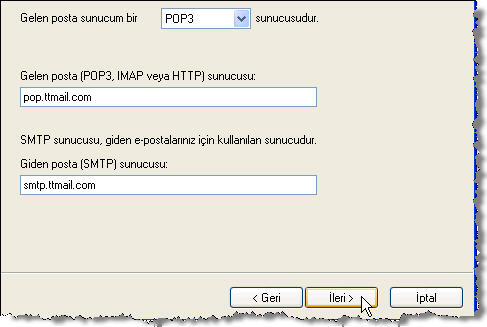 Gelen posta sunucum bir POP3 sunucusudur.
Gelen posta (POP3, IMAP veya HTTP) sunucusu:
pop.ttmail.com
SMTP sunucusu, giden e-postalarınız için kullanılan sunucudur.
Giden posta (SMTP) sunucusu:
smtp.ttmail.com
< Geri İleri > İptal